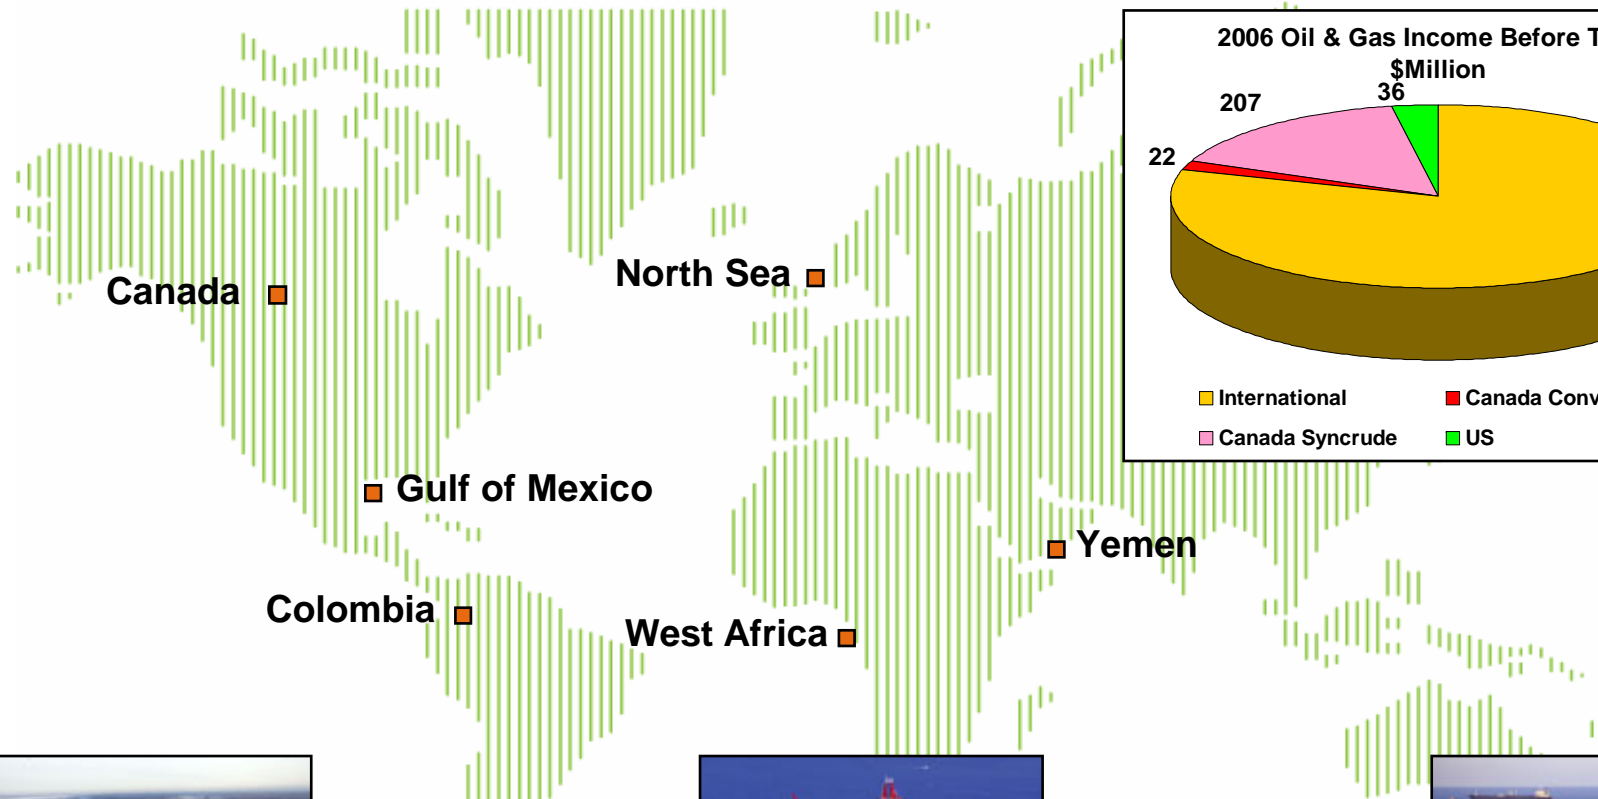 2006 Oil & Gas Income Before T
$Million
36
207
22
International
Canada Conv
Canada Syncrude
US
North Sea
Canada
Gulf of Mexico
Yemen
Colombia
West Africa